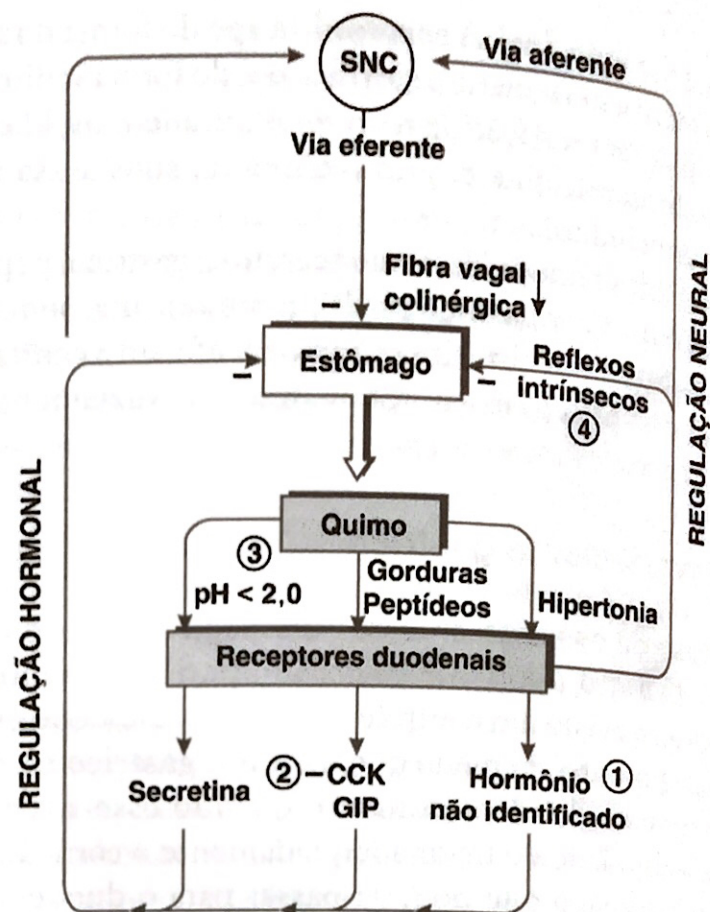 SNC
Via aferente
Via eferente
Fibra vagal
colinérgica
–
Estômago
–
–
Reflexos
intrínsecos
④
REGULAÇÃO NEURAL
REGULAÇÃO HORMONAL
Quimo
③
pH < 2,0
Gorduras
Peptídeos
Hipertonia
Receptores duodenais
Secretina
② –CCK
GIP
Hormônio ①
não identificado